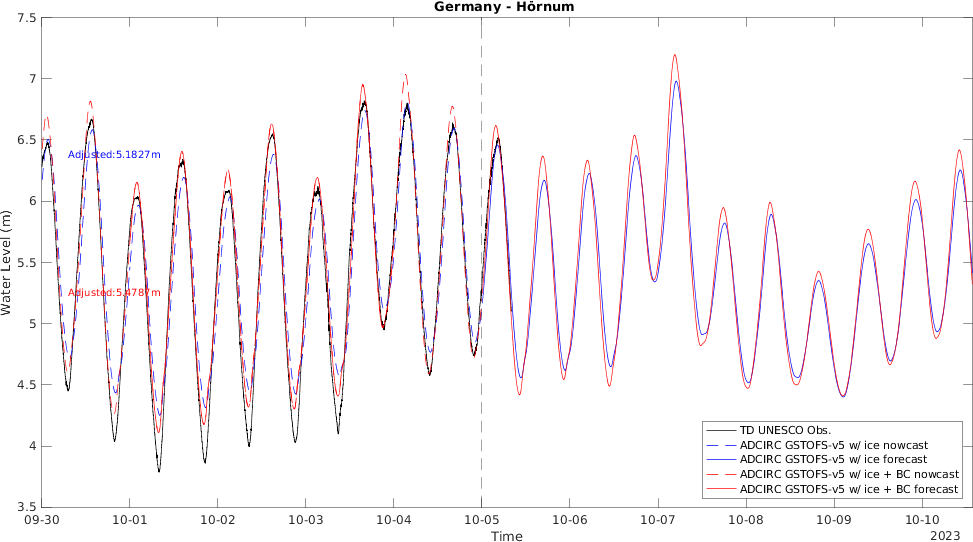 Germany - Hörnum
7.5
7
6.5
6
5.5
5
4.5
4
3.5
Water Level (m)
Adjusted:5.1827m
Adjusted:5.4787m
TD UNESCO Obs.
ADCIRC GSTOFS-v5 w/ ice nowcast
ADCIRC GSTOFS-v5 w/ ice forecast
ADCIRC GSTOFS-v5 w/ ice + BC nowcast
ADCIRC GSTOFS-v5 w/ ice + BC forecast
09-30 10-01 10-02 10-03 10-04 10-05 10-06 10-07 10-08 10-09 10-10
Time
2023